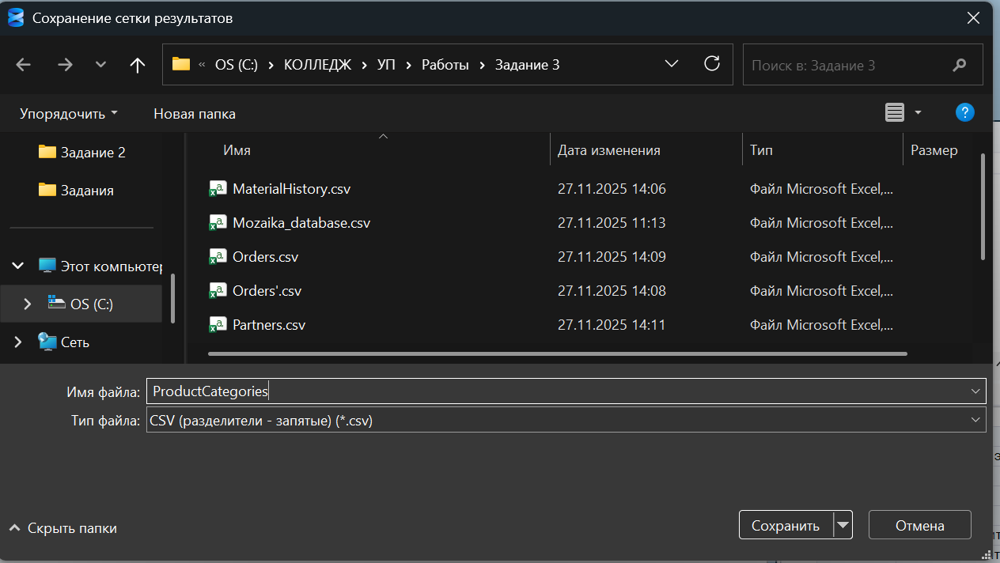 Сохранение сетки результатов
« OS (C:) › КОЛЛЕДЖ › УП › Работы › Задание 3
Поиск в: Задание 3
Упорядочить
Новая папка
?
Задание 2
Задания
Этот компьютер
OS (C:)
Сеть
Имя Дата изменения Тип Размер
MaterialHistory.csv 27.11.2025 14:06 Файл Microsoft Excel,...
Mozaika_database.csv 27.11.2025 11:13 Файл Microsoft Excel,...
Orders.csv 27.11.2025 14:09 Файл Microsoft Excel,...
Orders'.csv 27.11.2025 14:08 Файл Microsoft Excel,...
Partners.csv 27.11.2025 14:11 Файл Microsoft Excel,...
Имя файла: ProductCategories
Тип файла: CSV (разделители - запятые) (*.csv)
Скрыть папки
Сохранить
Отмена